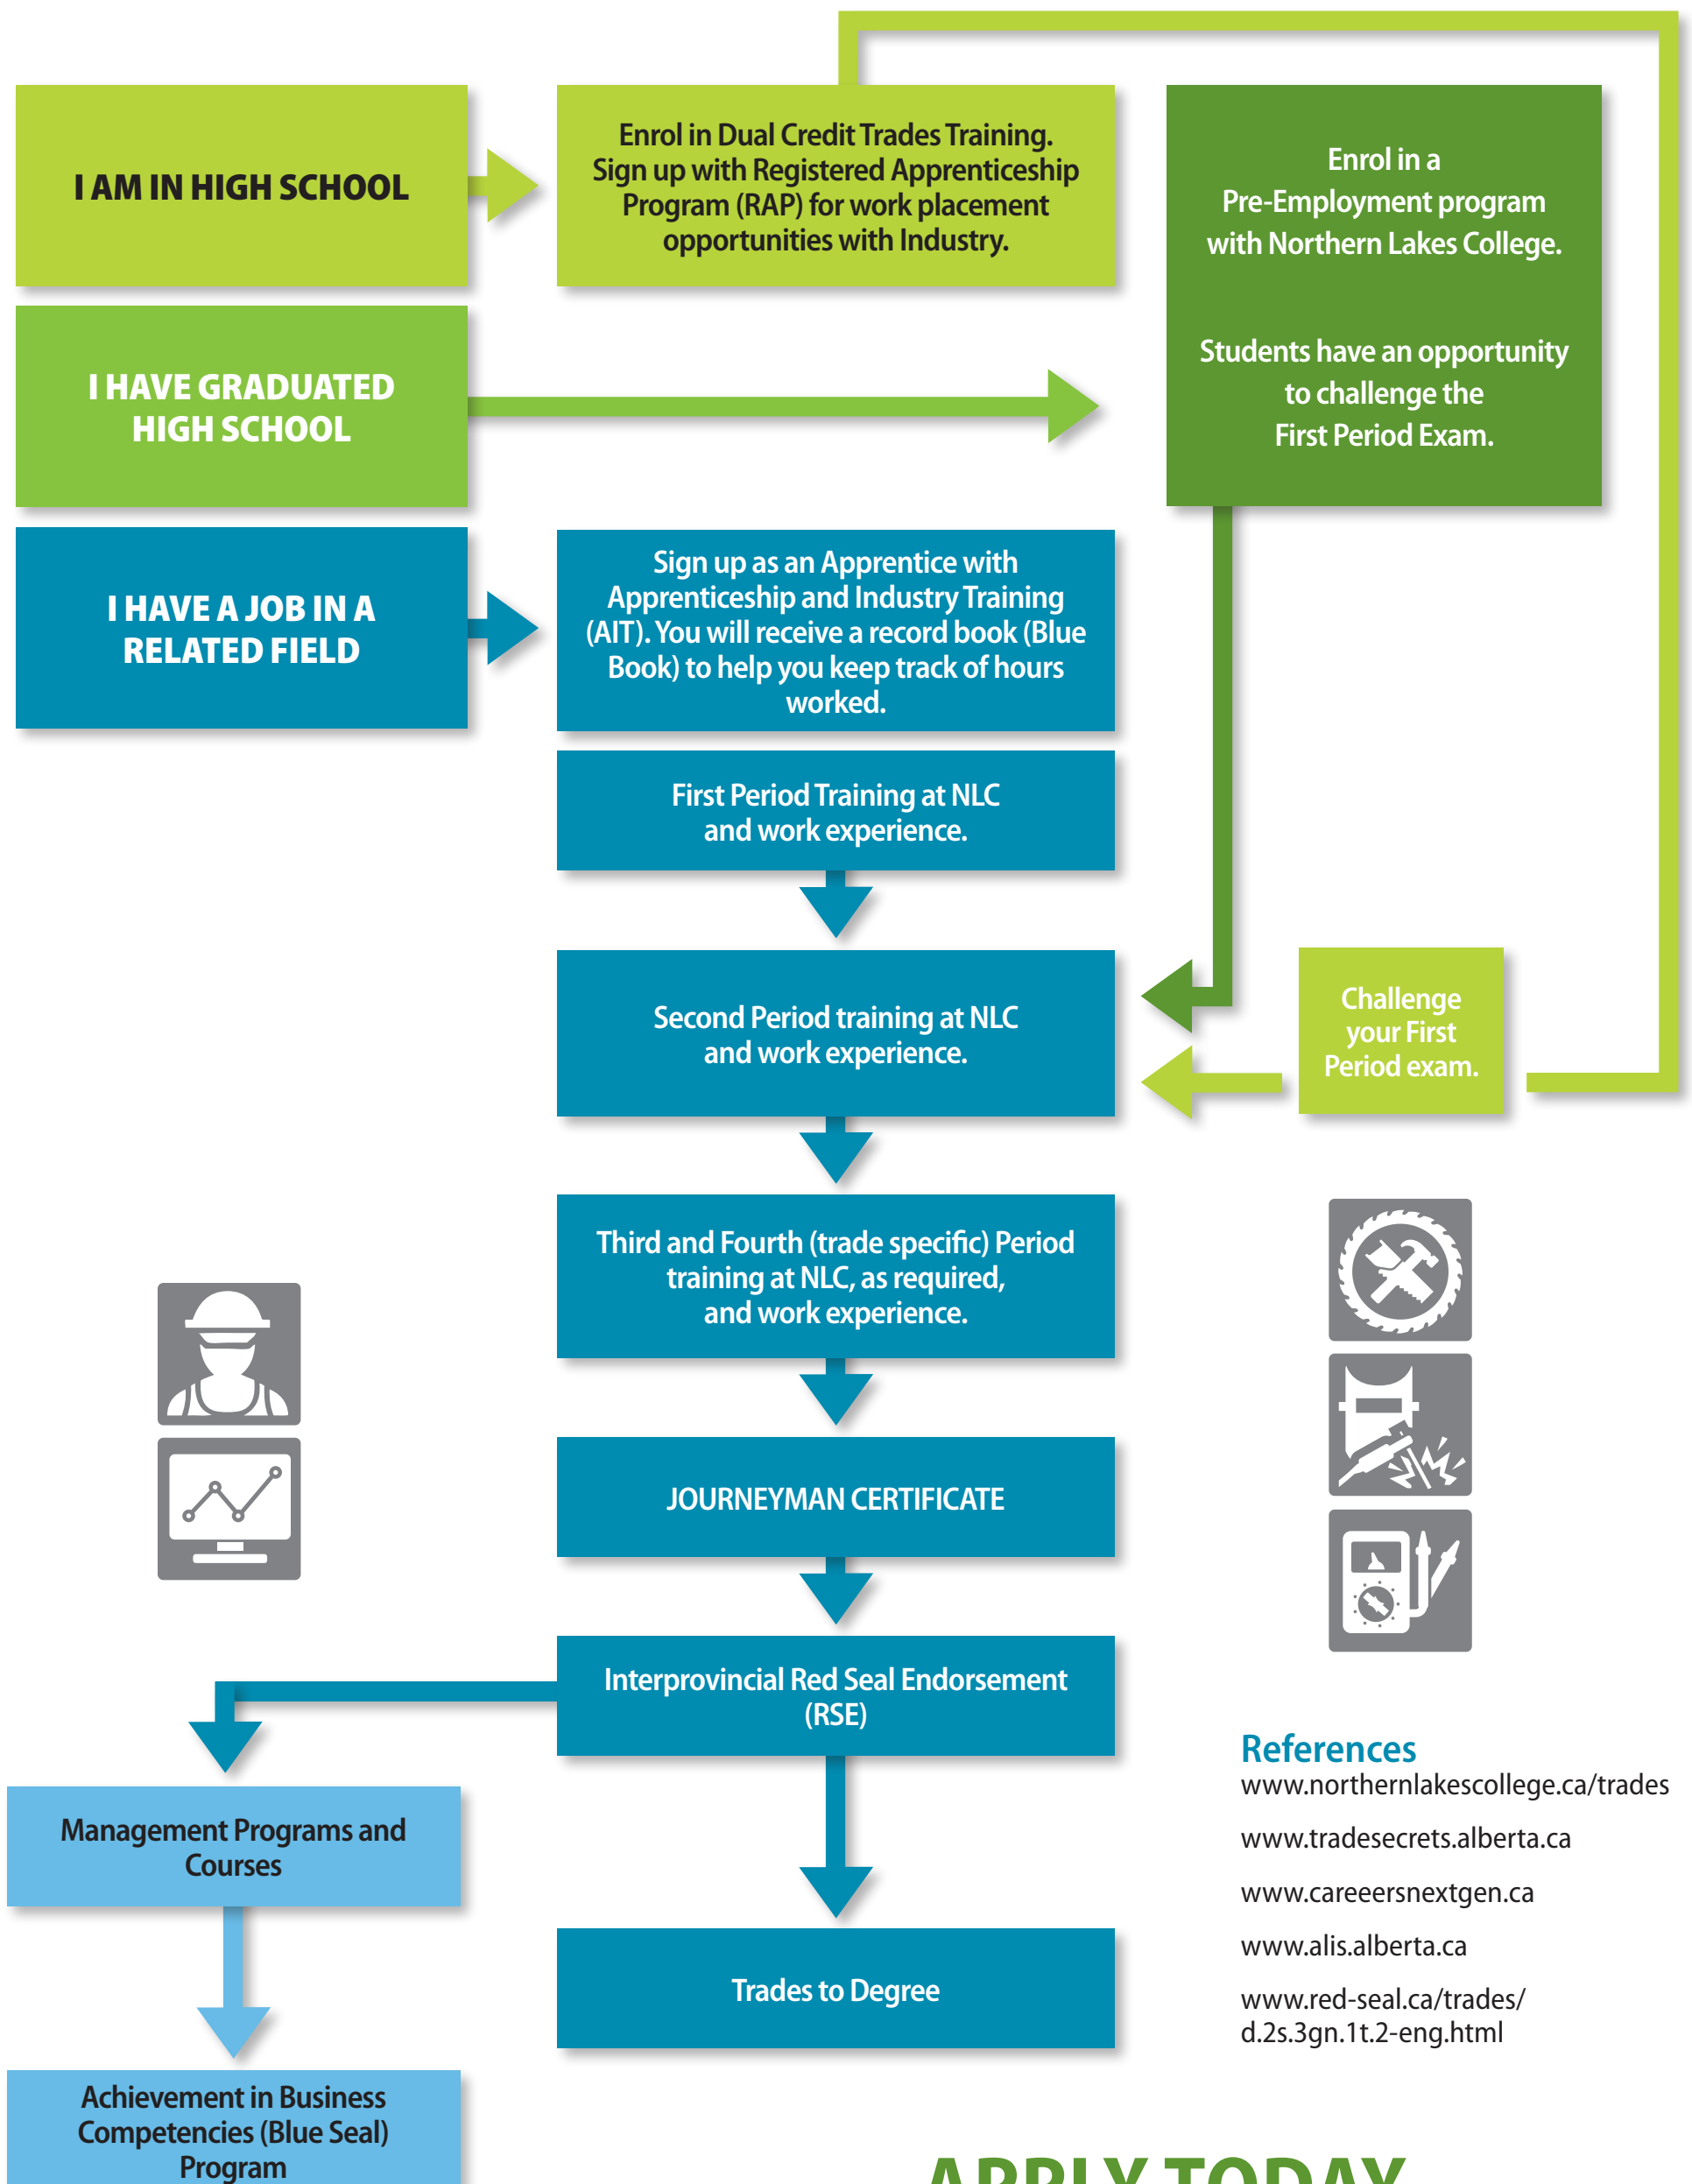 I AM IN HIGH SCHOOL
Enrol in Dual Credit Trades Training.
Sign up with Registered Apprenticeship
Program (RAP) for work placement
opportunities with Industry.
Enrol in a
Pre-Employment program
with Northern Lakes College.
Students have an opportunity
to challenge the
First Period Exam.
I HAVE GRADUATED
HIGH SCHOOL
I HAVE A JOB IN A
RELATED FIELD
Sign up as an Apprentice with
Apprenticeship and Industry Training
(AIT). You will receive a record book (Blue
Book) to help you keep track of hours
worked.
First Period Training at NLC
and work experience.
Second Period training at NLC
and work experience.
Challenge
your First
Period exam.
Third and Fourth (trade specific) Period
training at NLC, as required,
and work experience.
JOURNEYMAN CERTIFICATE
Interprovincial Red Seal Endorsement
(RSE)
Management Programs and
Courses
Trades to Degree
Achievement in Business
Competencies (Blue Seal)
Program
References
www.northernlakescollege.ca/trades
www.tradesecrets.alberta.ca
www.careeersnextgen.ca
www.alis.alberta.ca
www.red-seal.ca/trades/
d.2s.3gn.1t.2-eng.html
APPLY TODAY